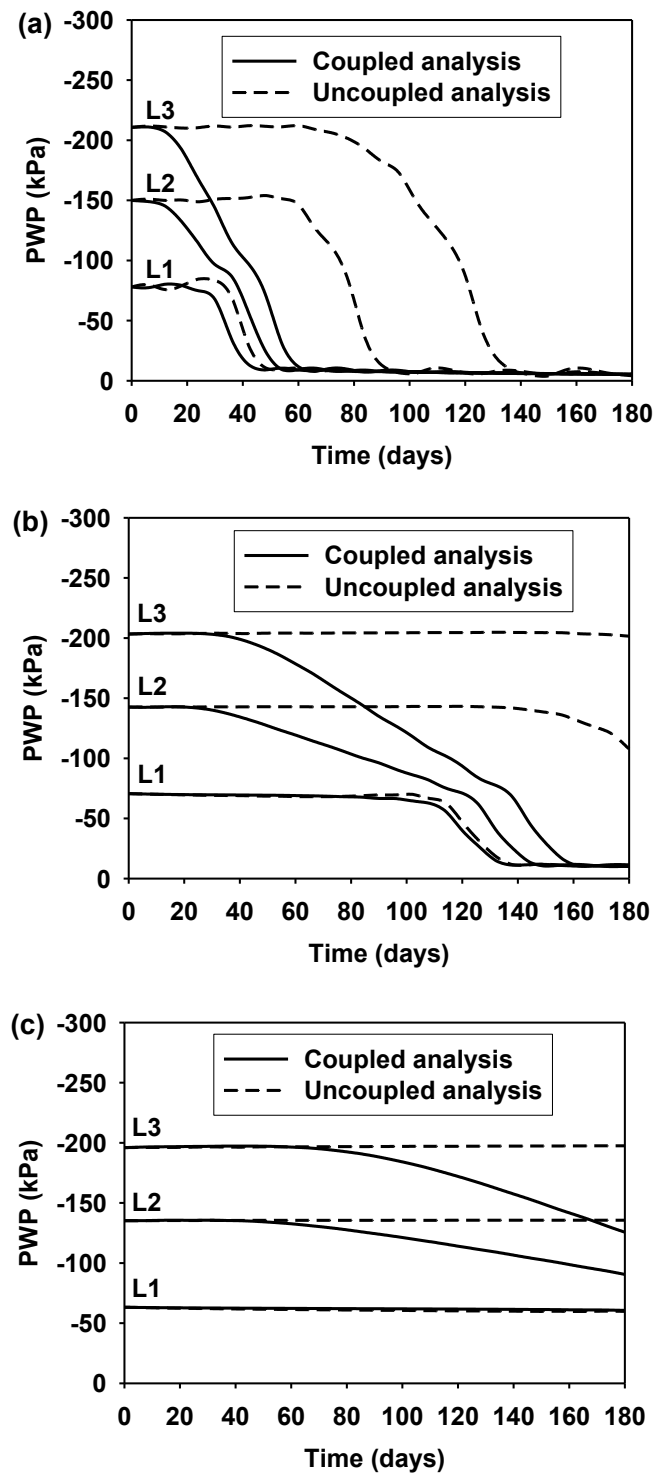 (a)
-300
-250
-200
-150
-100
-50
0
PWP (kPa)
Coupled analysis
Uncoupled analysis
L3
L2
L1
0 20 40 60 80 100 120 140 160 180
Time (days)
(b)
-300
-250
-200
-150
-100
-50
0
PWP (kPa)
Coupled analysis
Uncoupled analysis
L3
L2
L1
0 20 40 60 80 100 120 140 160 180
Time (days)
(c)
-300
-250
-200
-150
-100
-50
0
PWP (kPa)
Coupled analysis
Uncoupled analysis
L3
L2
L1
0 20 40 60 80 100 120 140 160 180
Time (days)